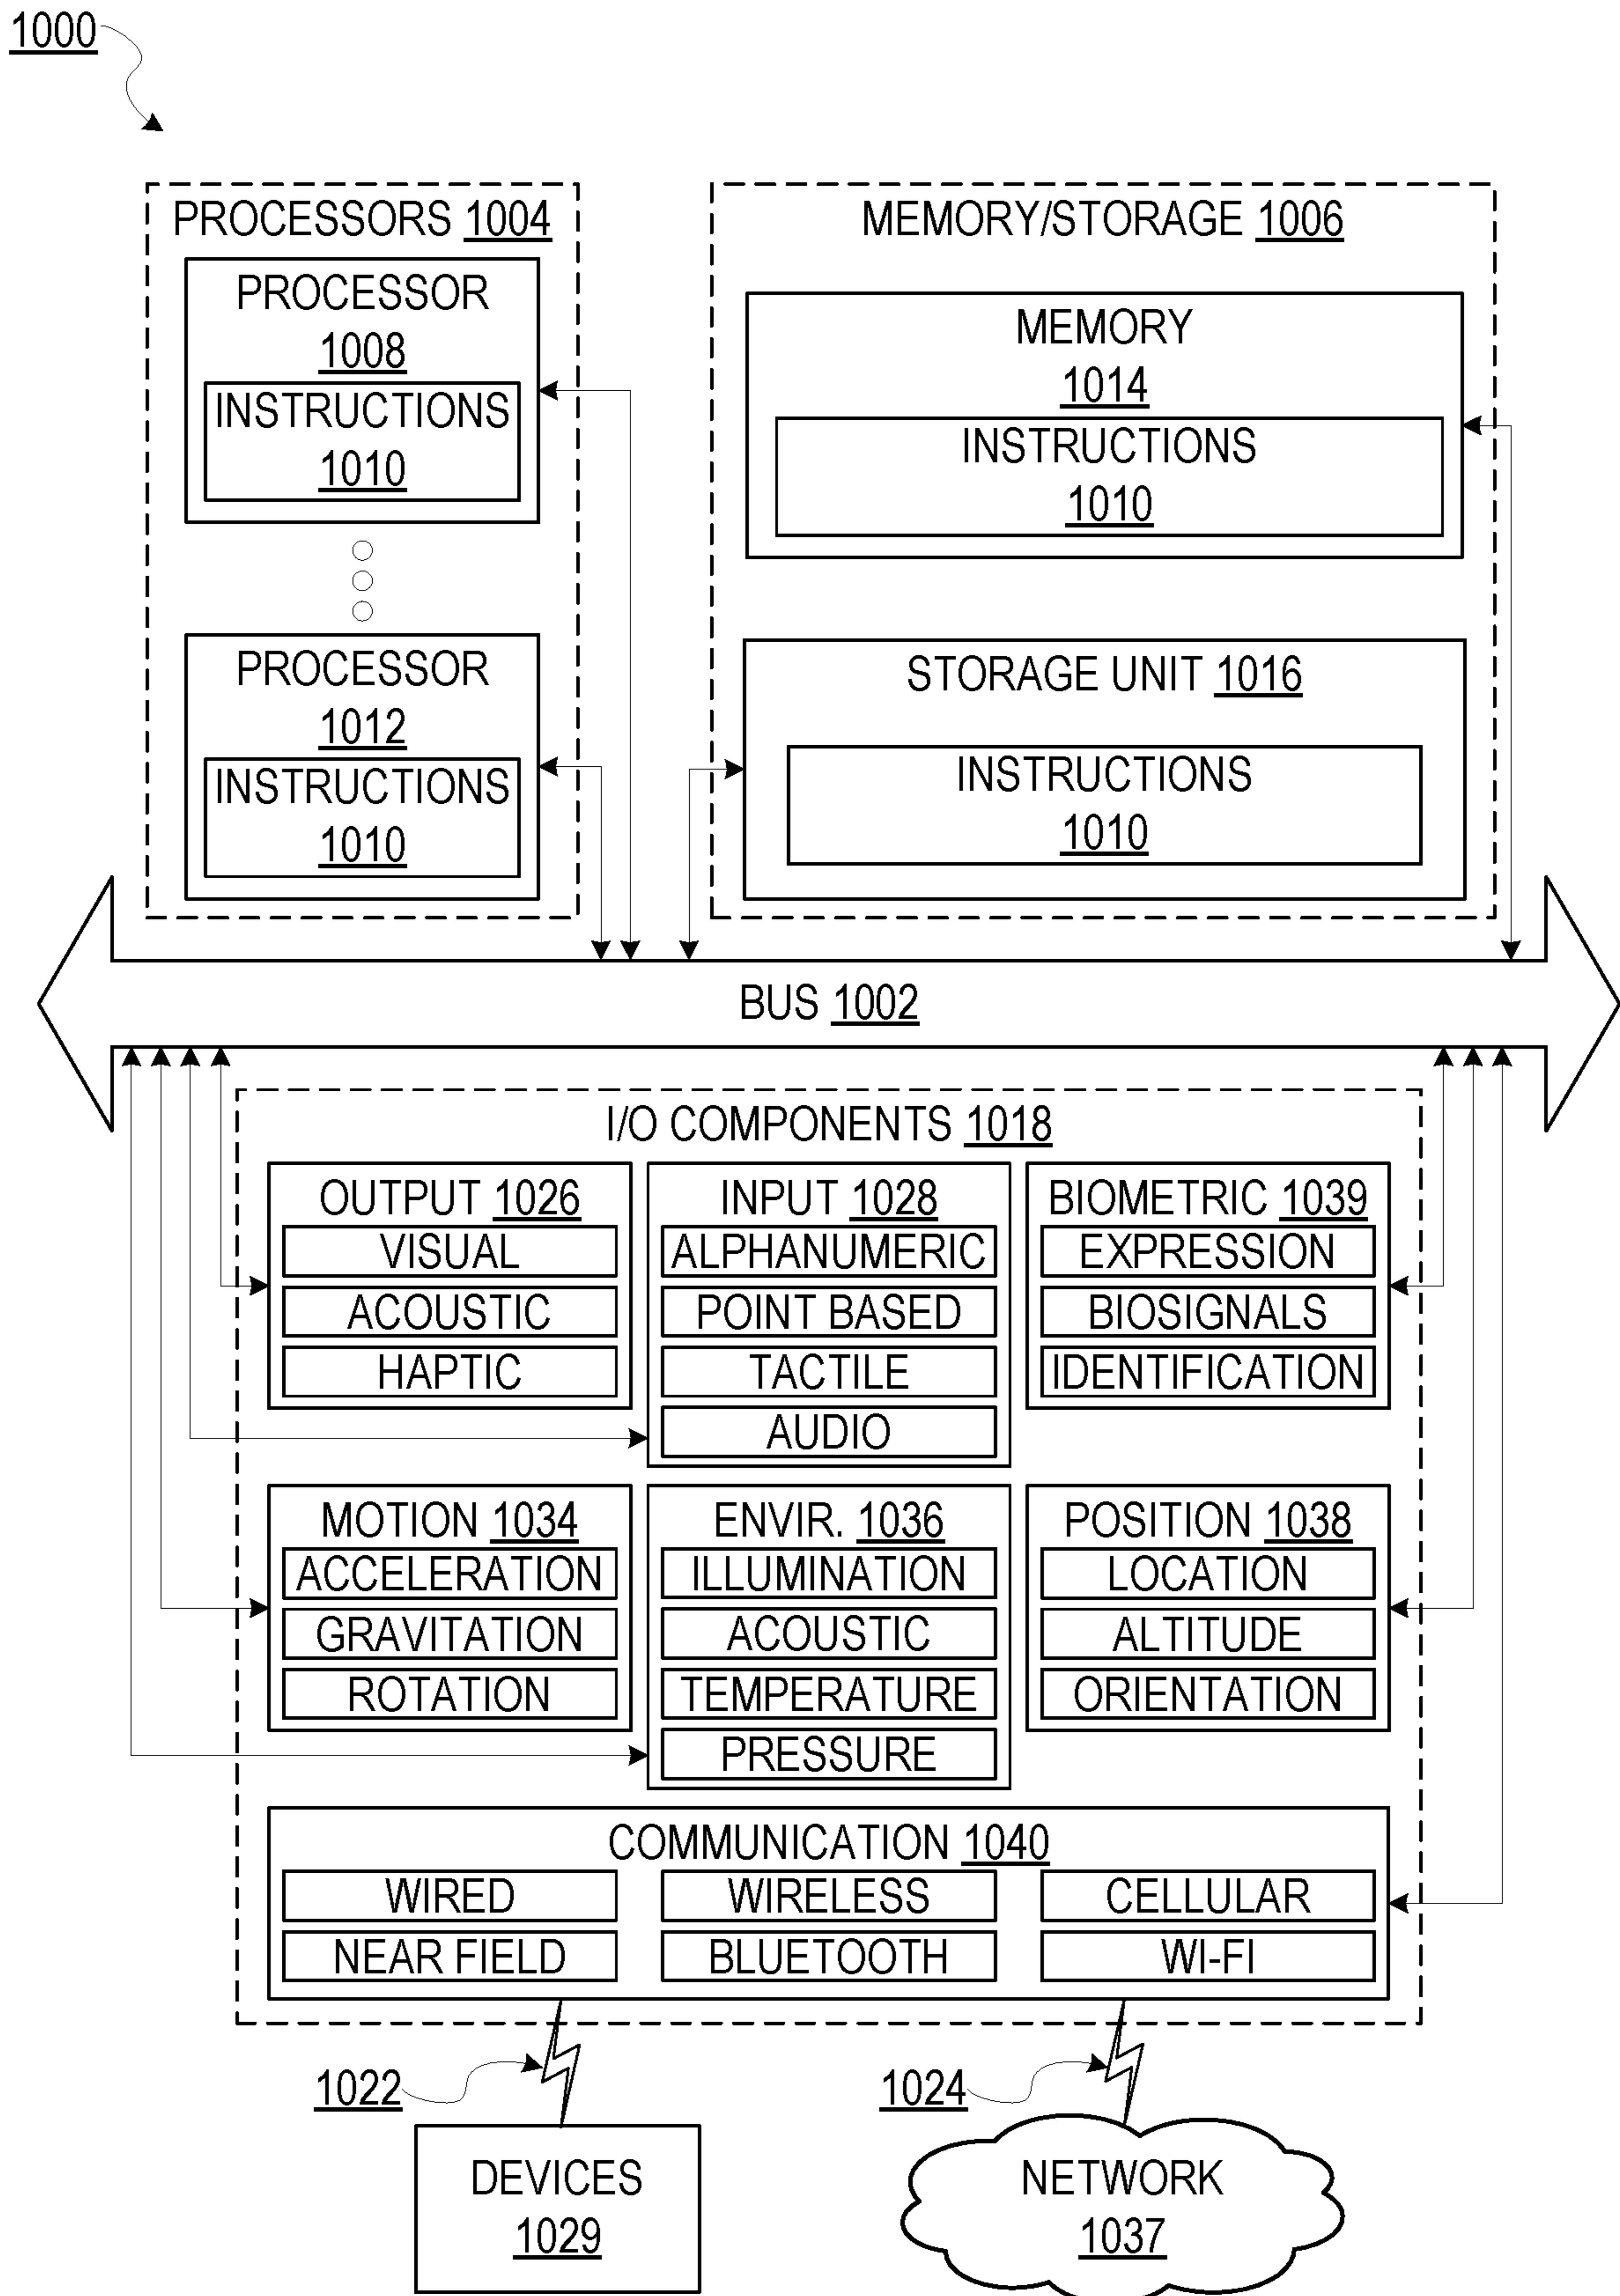 1000
PROCESSORS 1004
PROCESSOR
1008
INSTRUCTIONS
1010
PROCESSOR
1012
INSTRUCTIONS
1010
MEMORY/STORAGE 1006
MEMORY
1014
INSTRUCTIONS
1010
STORAGE UNIT 1016
INSTRUCTIONS
1010
BUS 1002
I/O COMPONENTS 1018
OUTPUT 1026
VISUAL
ACOUSTIC
HAPTIC
INPUT 1028
ALPHANUMERIC
POINT BASED
TACTILE
AUDIO
BIOMETRIC 1039
EXPRESSION
BIOSIGNALS
IDENTIFICATION
MOTION 1034
ACCELERATION
GRAVITATION
ROTATION
ENVIR. 1036
ILLUMINATION
ACOUSTIC
TEMPERATURE
PRESSURE
POSITION 1038
LOCATION
ALTITUDE
ORIENTATION
COMMUNICATION 1040
WIRED
WIRELESS
CELLULAR
NEAR FIELD
BLUETOOTH
WI-FI
1022
1024
DEVICES
1029
NETWORK
1037